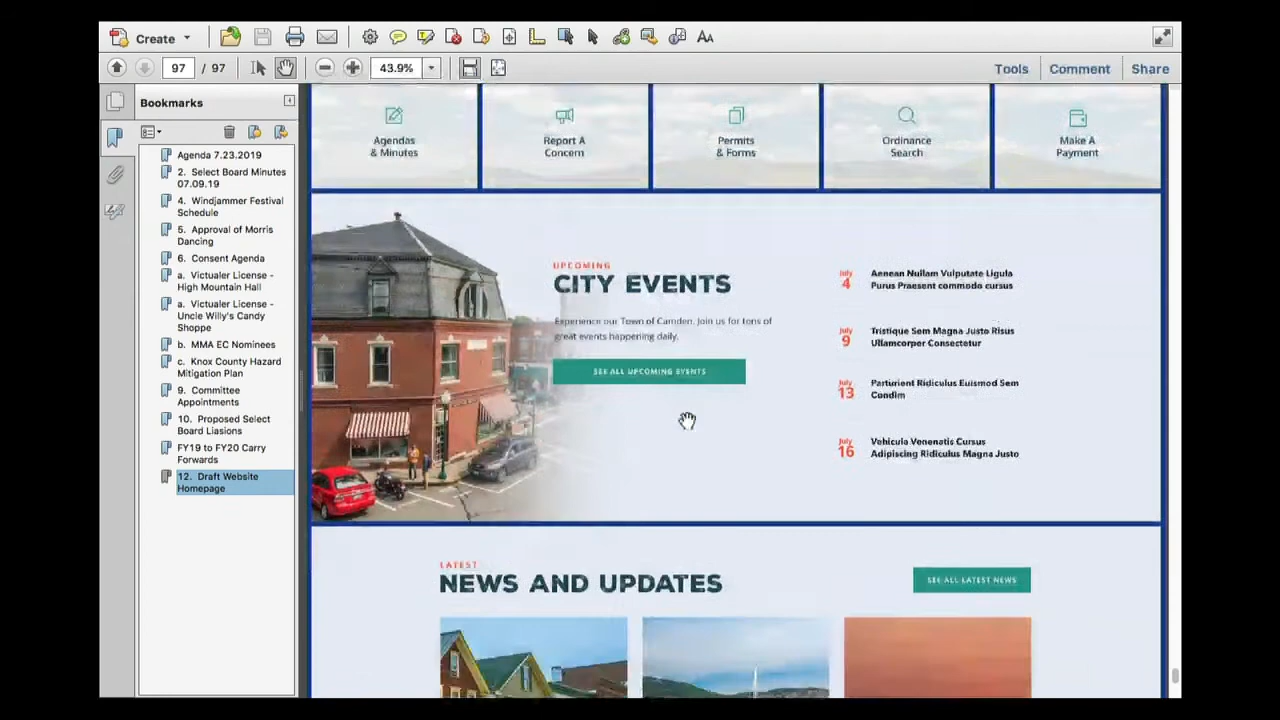 Create
97 / 97
43.9%
Tools
Comment
Share
Bookmarks
Agenda 7.23.2019
2. Select Board Minutes
07.09.19
4. Windjammer Festival
Schedule
5. Approval of Morris
Dancing
6. Consent Agenda
a. Victualer License -
High Mountain Hall
a. Victualer License -
Uncle Willy's Candy
Shoppe
b. MMA EC Nominees
c. Knox County Hazard
Mitigation Plan
9. Committee
Appointments
10. Proposed Select
Board Liasions
FY19 to FY20 Carry
Forwards
12. Draft Website
Homepage
Agendas
& Minutes
Report A
Concern
Permits
& Forms
Ordinance
Search
Make A
Payment
UPCOMING
CITY EVENTS
Experience our Town of Camden. Join us for tons of
great events happening daily.
SEE ALL UPCOMING EVENTS
July
4
Aenean Nullam Vulputate Ligula
Purus Praesent commodo cursus
July
9
Tristique Sem Magna Justo Risus
Ullamcorper Consectetur
July
13
Parturient Ridiculus Euismod Sem
Condim
July
16
Vehicula Venenatis Cursus
Adipiscing Ridiculus Magna Justo
LATEST
NEWS AND UPDATES
SEE ALL LATEST NEWS